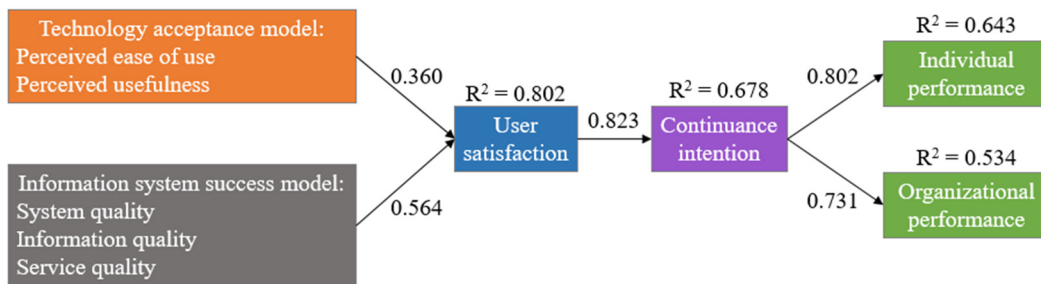 Technology acceptance model:
Perceived ease of use
Perceived usefulness
0.360
Information system success model:
System quality
Information quality
Service quality
0.564
R² = 0.802
User
satisfaction
0.823
R² = 0.678
Continuance
intention
0.802
R² = 0.643
Individual
performance
0.731
R² = 0.534
Organizational
performance